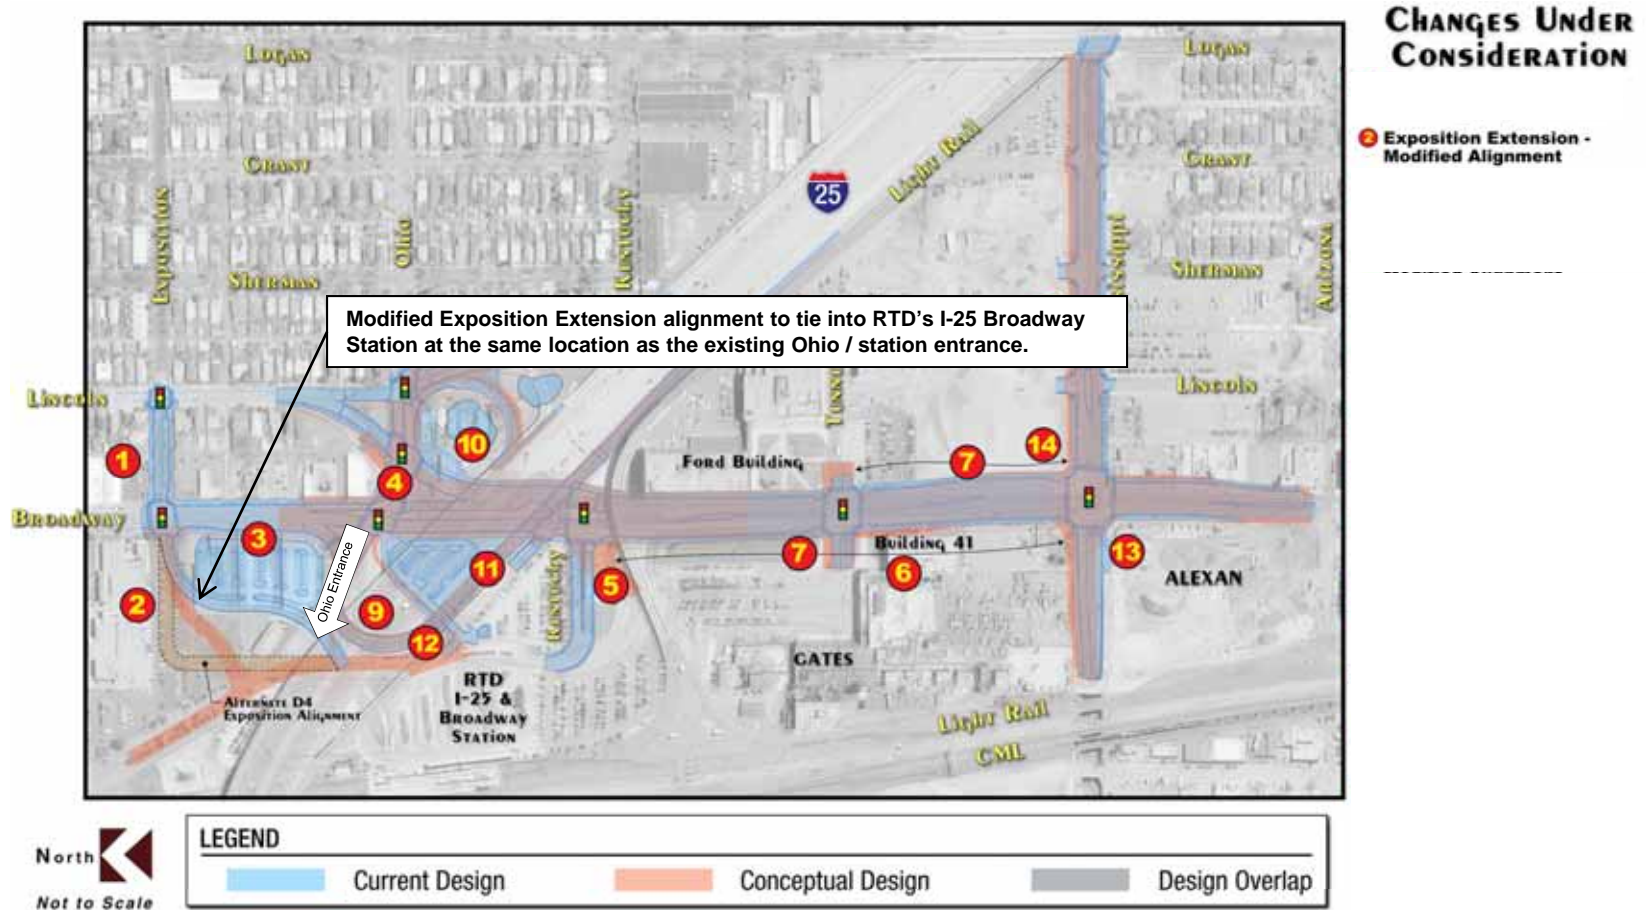 Changes Under
Consideration
2 Exposition Extension -
Modified Alignment
Logan
Logan
Grant
Grant
Light Rail
25
Exposition
Ohio
Kentucky
Sherman
Sherman
Arizona
Modified Exposition Extension alignment to tie into RTD's I-25 Broadway
Station at the same location as the existing Ohio / station entrance.
Lincoln
Lincoln
1
10
4
Ford Building
7
14
Broadway
3
Ohio Entrance
11
Kentucky
5
7
Building 41
6
13
ALEXAN
2
9
12
GATES
RTD
I-25 &
Broadway
Station
Alternate D4
Exposition Alignment
Light Rail
CML
North
Not to Scale
LEGEND
Current Design
Conceptual Design
Design Overlap